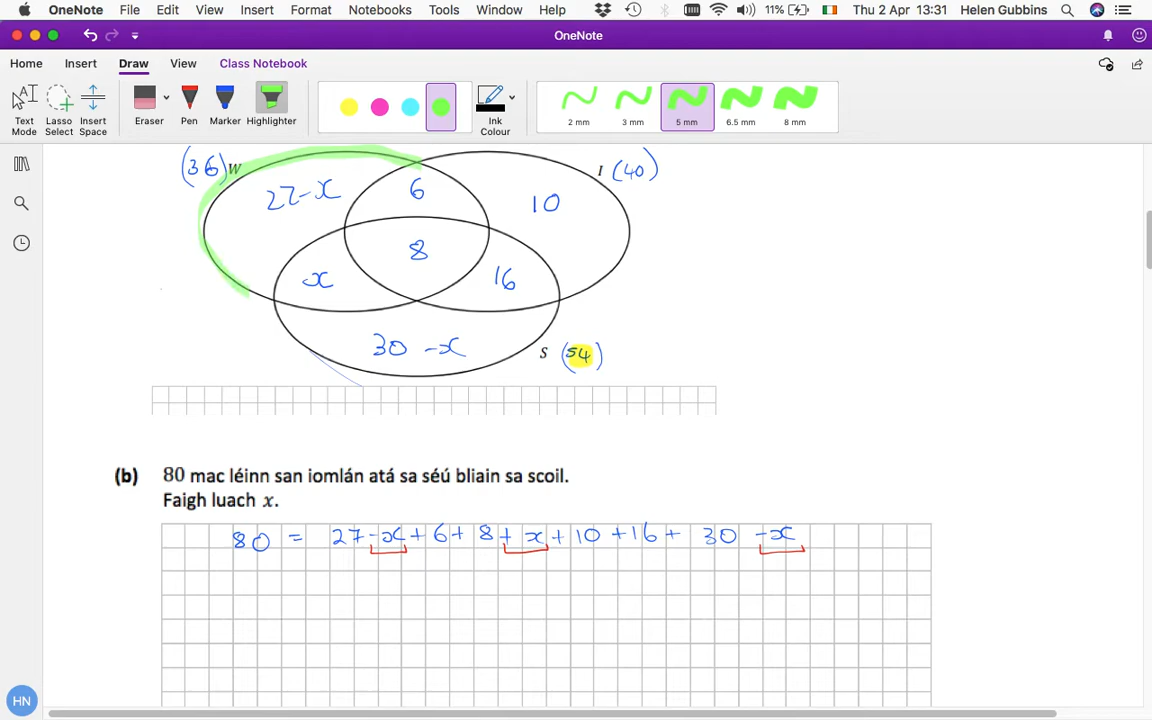 OneNote File Edit View Insert Format Notebooks Tools Window Help 11% Thu 2 Apr 13:31 Helen Gubbins
OneNote
Home Insert Draw View Class Notebook
Text Mode Lasso Select Insert Space Eraser Pen Marker Highlighter Ink Colour 2 mm 3 mm 5 mm 6.5 mm 8 mm
(36) W I (40)
27-x 6 10
8
x 16
30 -x S (54)
(b) 80 mac léinn san iomlán atá sa séú bliain sa scoil.
Faigh luach x.
80 = 27-x+6+8+x+10+16+30-x
HN